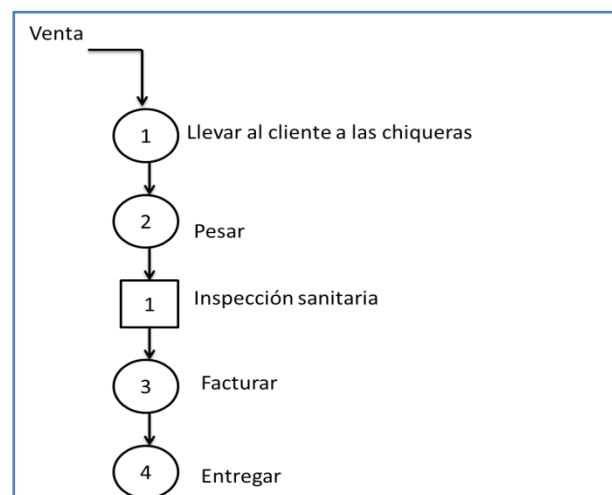 Venta
1 Llevar al cliente a las chiqueras
2 Pesar
1 Inspección sanitaria
3 Facturar
4 Entregar